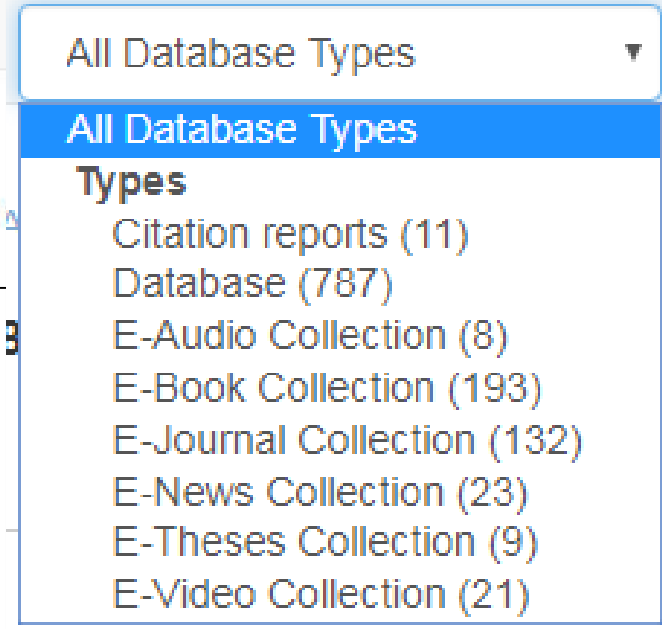 All Database Types
All Database Types
Types
Citation reports (11)
Database (787)
E-Audio Collection (8)
E-Book Collection (193)
E-Journal Collection (132)
E-News Collection (23)
E-Theses Collection (9)
E-Video Collection (21)